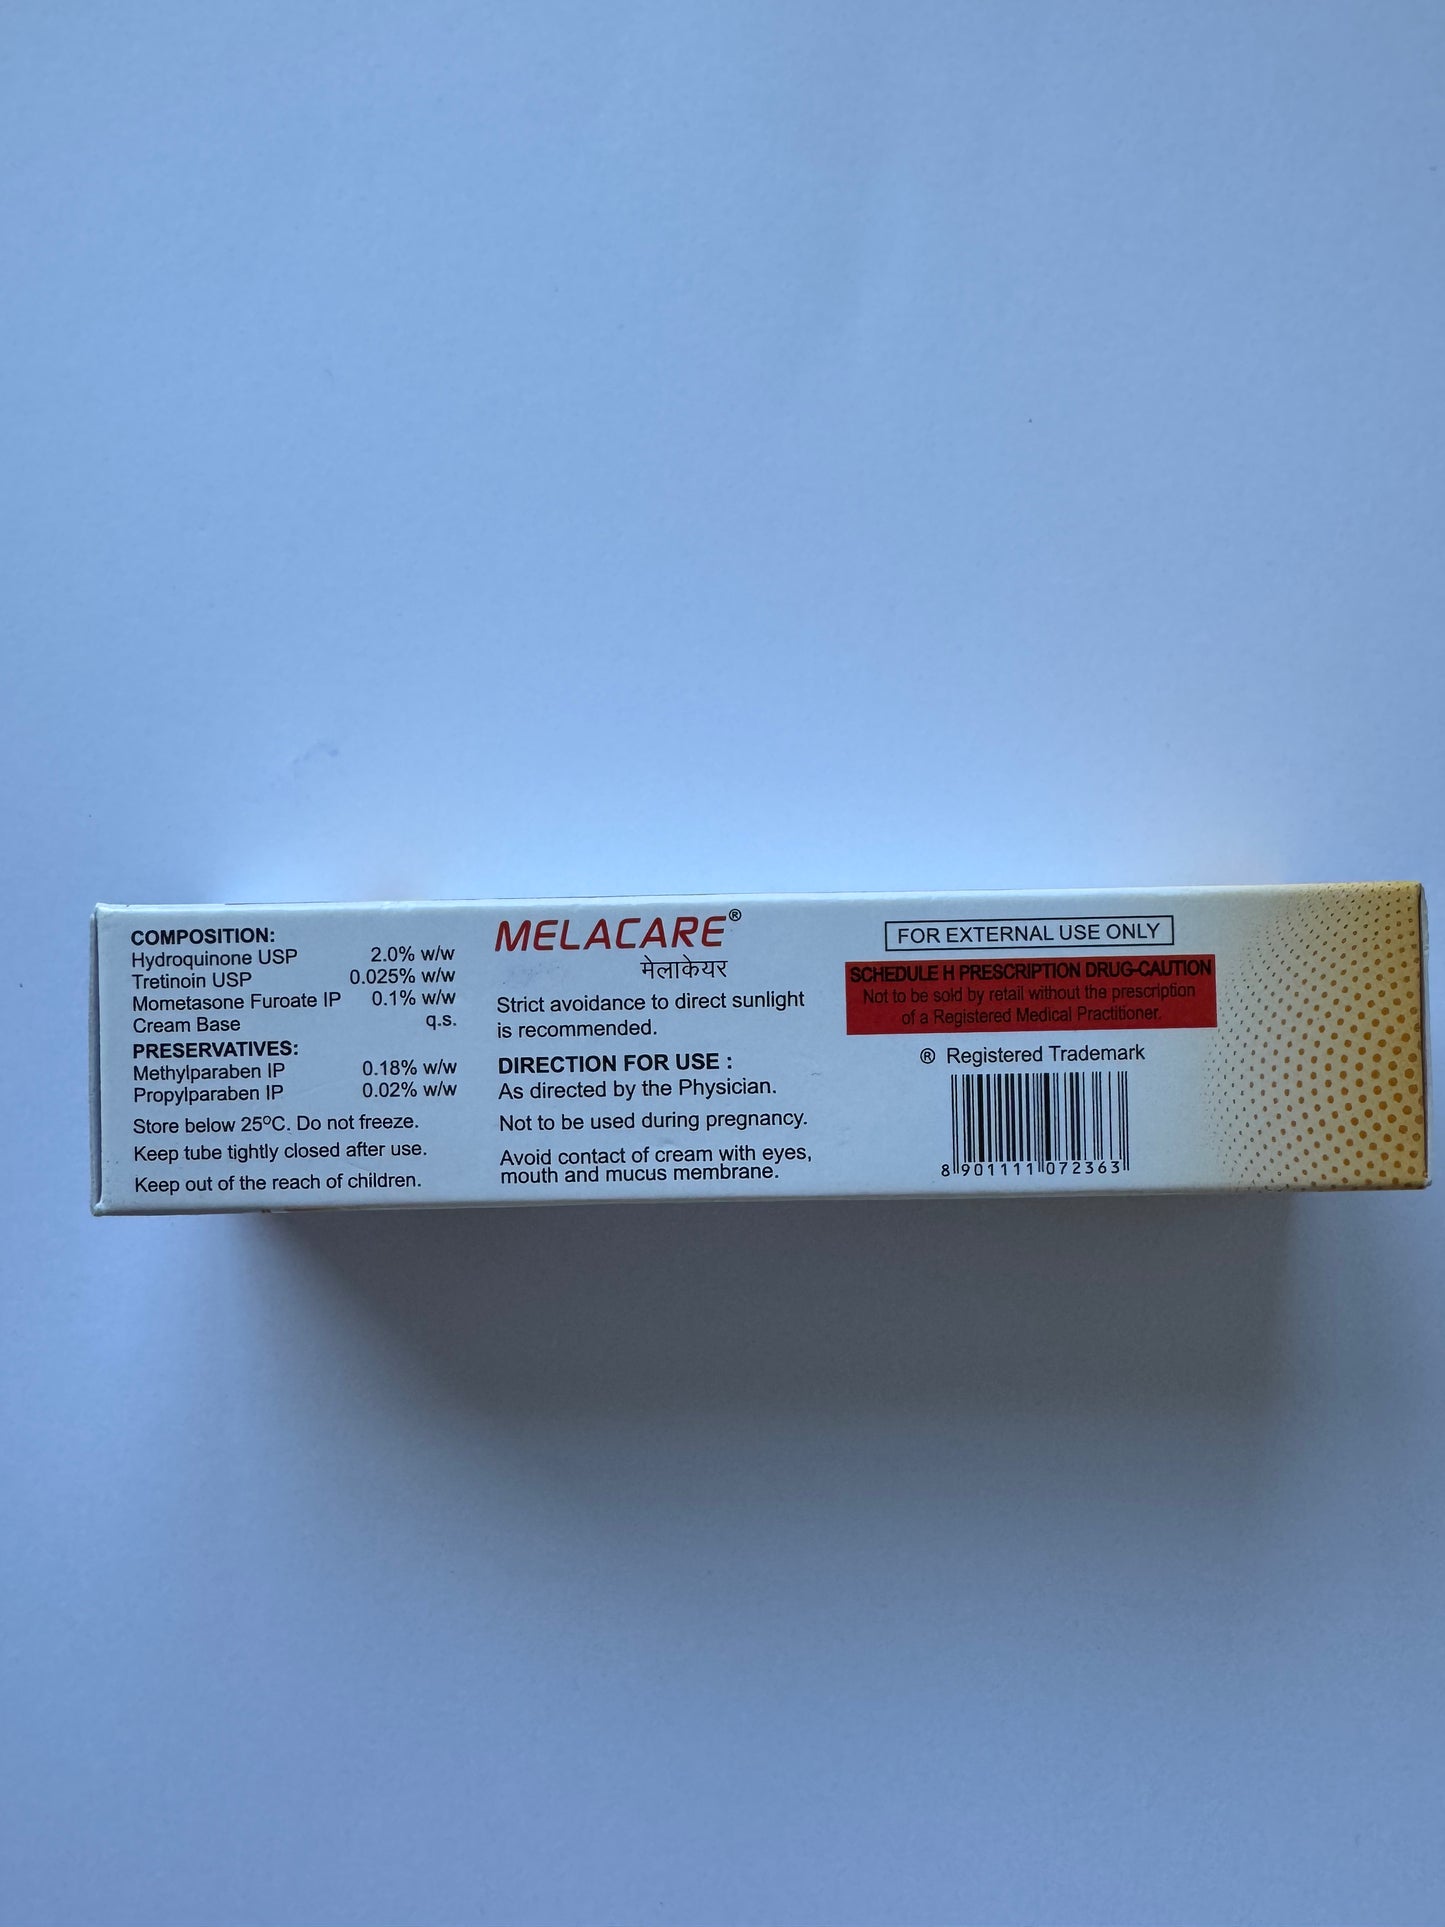 COMPOSITION:
Hydroquinone USP 2.0% w/w
Tretinoin USP 0.025% w/w
Mometasone Furoate IP 0.1% w/w
Cream Base q.s.
PRESERVATIVES:
Methylparaben IP 0.18% w/w
Propylparaben IP 0.02% w/w
Store below 25ºC. Do not freeze.
Keep tube tightly closed after use.
Keep out of the reach of children.
MELACARE®
मेलाकेयर
Strict avoidance to direct sunlight
is recommended.
DIRECTION FOR USE :
As directed by the Physician.
Not to be used during pregnancy.
Avoid contact of cream with eyes,
mouth and mucus membrane.
FOR EXTERNAL USE ONLY
SCHEDULE H PRESCRIPTION DRUG-CAUTION
Not to be sold by retail without the prescription
of a Registered Medical Practitioner.
® Registered Trademark
8 901111 072363